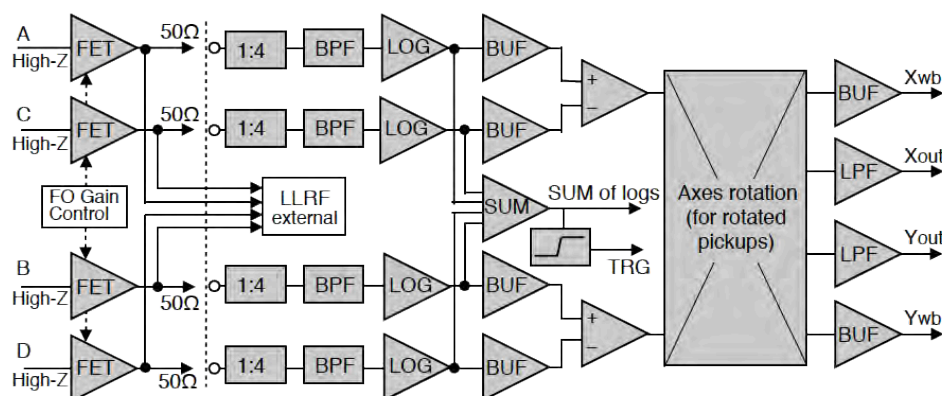 A
High-Z
FET
50Ω
1:4
BPF
LOG
BUF
+
−
BUF
Xwb
C
High-Z
FET
50Ω
1:4
BPF
LOG
BUF
LPF
Xout
FO Gain
Control
LLRF
external
SUM
SUM of logs
TRG
Axes rotation
(for rotated
pickups)
B
High-Z
FET
50Ω
1:4
BPF
LOG
BUF
+
−
LPF
Yout
D
High-Z
FET
50Ω
1:4
BPF
LOG
BUF
BUF
Ywb